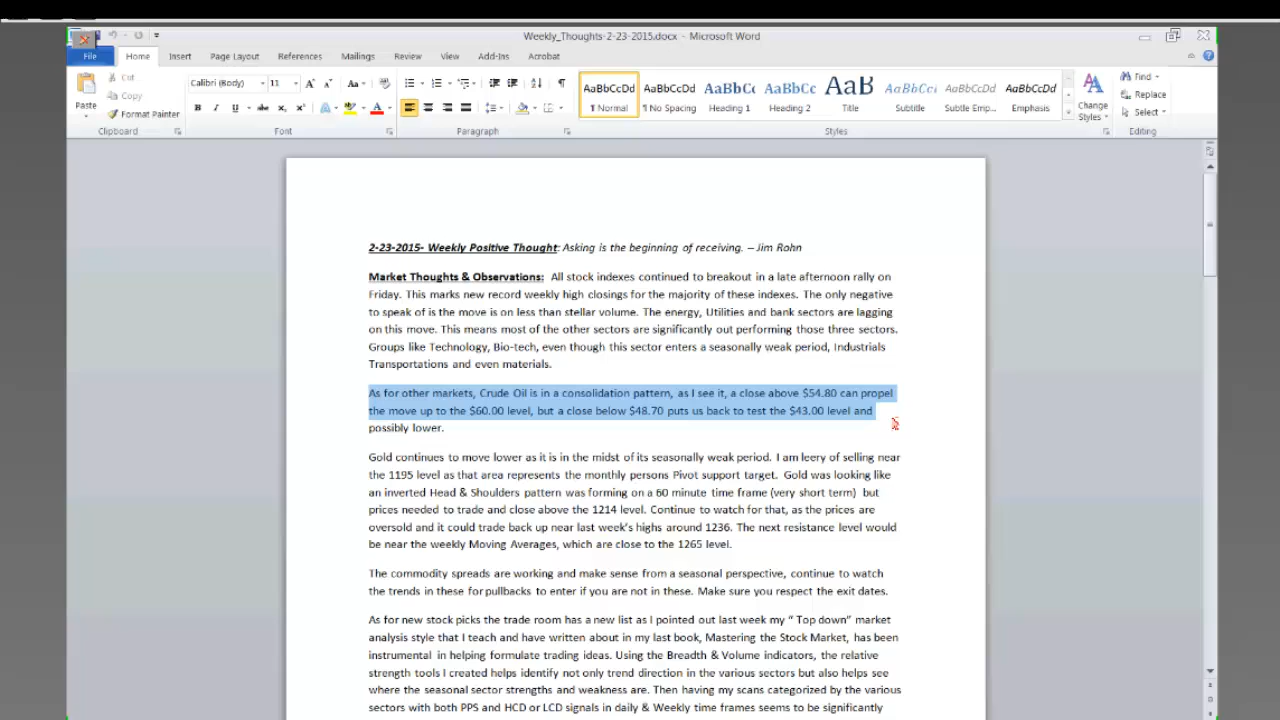 Weekly_Thoughts-2-23-2015.docx - Microsoft Word
File Home Insert Page Layout References Mailings Review View Add-Ins Acrobat
Paste
Cut
Copy
Format Painter
Calibri (Body) 11
AaBbCcDd AaBbCcDd AaBbCc AaBbCc AaB AaBbCcI AaBbCcDd AaBbCcDd
¶ Normal ¶ No Spacing Heading 1 Heading 2 Title Subtitle Subtle Emp... Emphasis
Change Styles
Find
Replace
Select
Clipboard Font Paragraph Styles Editing
2-23-2015- Weekly Positive Thought: Asking is the beginning of receiving. – Jim Rohn
Market Thoughts & Observations: All stock indexes continued to breakout in a late afternoon rally on
Friday. This marks new record weekly high closings for the majority of these indexes. The only negative
to speak of is the move is on less than stellar volume. The energy, Utilities and bank sectors are lagging
on this move. This means most of the other sectors are significantly out performing those three sectors.
Groups like Technology, Bio-tech, even though this sector enters a seasonally weak period, Industrials
Transportations and even materials.
As for other markets, Crude Oil is in a consolidation pattern, as I see it, a close above $54.80 can propel
the move up to the $60.00 level, but a close below $48.70 puts us back to test the $43.00 level and
possibly lower.
Gold continues to move lower as it is in the midst of its seasonally weak period. I am leery of selling near
the 1195 level as that area represents the monthly persons Pivot support target. Gold was looking like
an inverted Head & Shoulders pattern was forming on a 60 minute time frame (very short term) but
prices needed to trade and close above the 1214 level. Continue to watch for that, as the prices are
oversold and it could trade back up near last week's highs around 1236. The next resistance level would
be near the weekly Moving Averages, which are close to the 1265 level.
The commodity spreads are working and make sense from a seasonal perspective, continue to watch
the trends in these for pullbacks to enter if you are not in these. Make sure you respect the exit dates.
As for new stock picks the trade room has a new list as I pointed out last week my “ Top down” market
analysis style that I teach and have written about in my last book, Mastering the Stock Market, has been
instrumental in helping formulate trading ideas. Using the Breadth & Volume indicators, the relative
strength tools I created helps identify not only trend direction in the various sectors but also helps see
where the seasonal sector strengths and weakness are. Then having my scans categorized by the various
sectors with both PPS and HCD or LCD signals in daily & Weekly time frames seems to be significantly